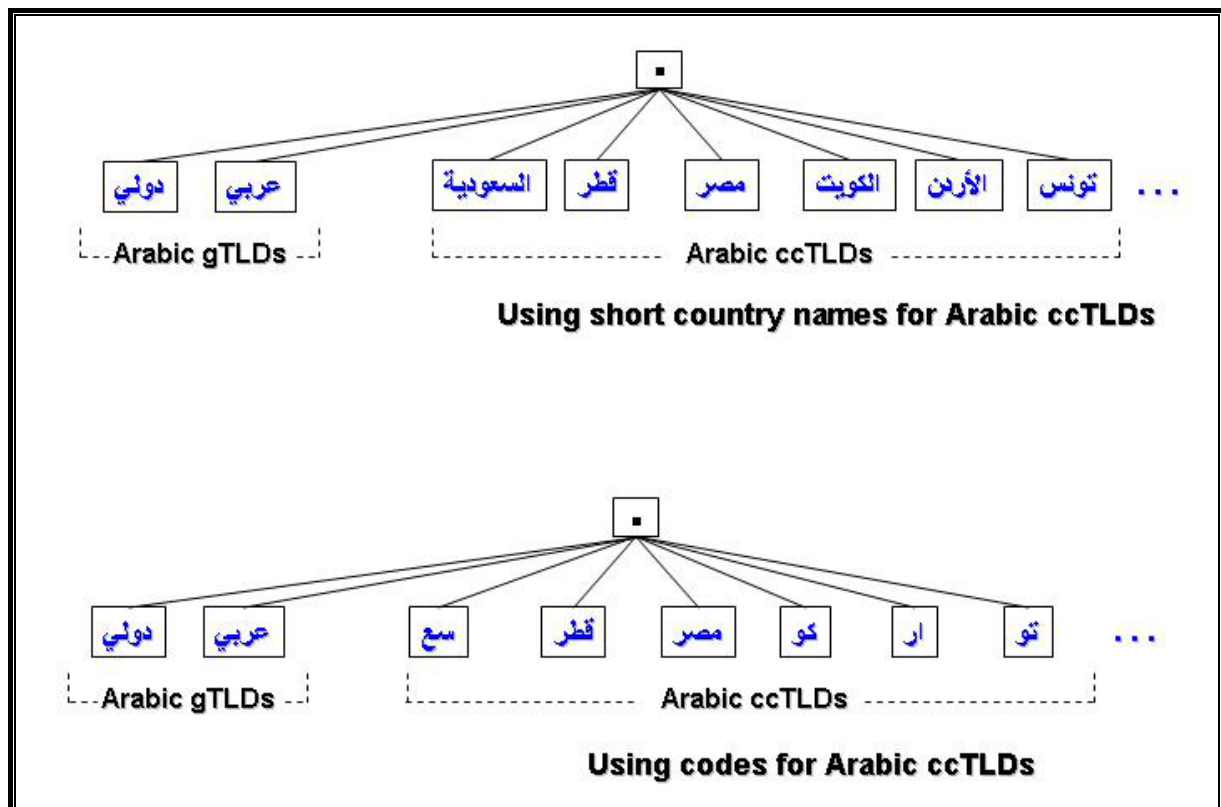 .
دولي عربي السعودية قطر مصر الكويت الأردن تونس ...
Arabic gTLDs Arabic ccTLDs
Using short country names for Arabic ccTLDs
.
دولي عربي سع قطر مصر كو ار تو ...
Arabic gTLDs Arabic ccTLDs
Using codes for Arabic ccTLDs